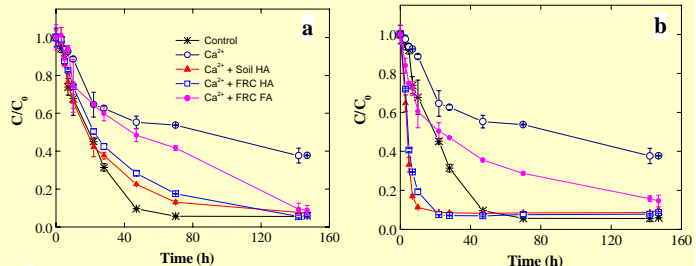 a
b
Control
Ca2+
Ca2+ + Soil HA
Ca2+ + FRC HA
Ca2+ + FRC FA
C/C0
1.0
0.8
0.6
0.4
0.2
0.0
0 40 80 120 160
Time (h)
C/C0
1.0
0.8
0.6
0.4
0.2
0.0
0 40 80 120 160
Time (h)